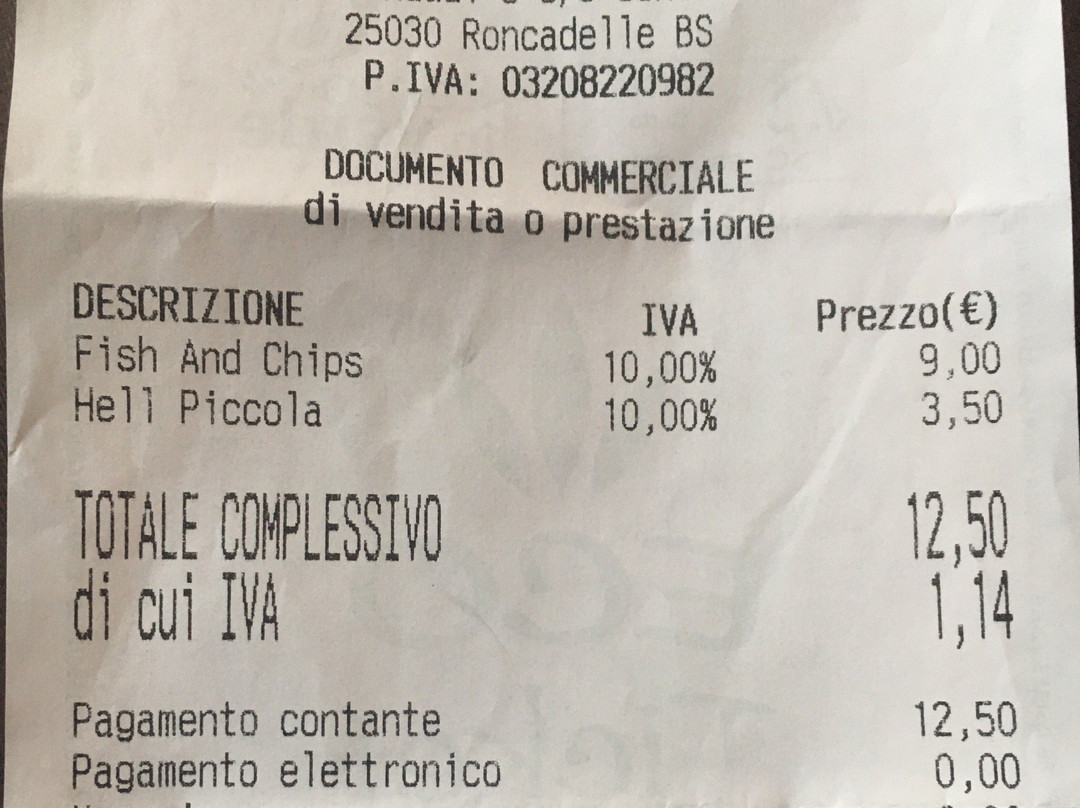 25030 Roncadelle BS
P.IVA: 03208220982
DOCUMENTO COMMERCIALE
di vendita o prestazione
DESCRIZIONE IVA Prezzo(€)
Fish And Chips 10,00% 9,00
Hell Piccola 10,00% 3,50
TOTALE COMPLESSIVO 12,50
di cui IVA 1,14
Pagamento contante 12,50
Pagamento elettronico 0,00